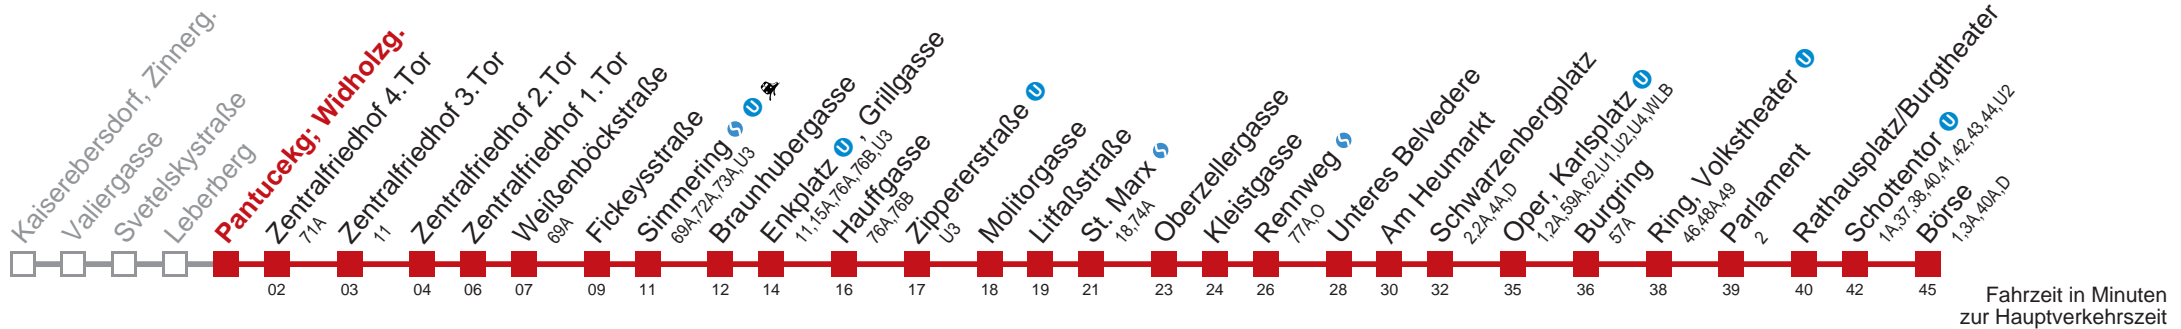 Kaiserebersdorf, Zinnerg.
Valiergasse
Svetelskystraße
Leberberg
Pantucekg; Widholzg.
Zentralfriedhof 4. Tor
71A
Zentralfriedhof 3. Tor
11
Zentralfriedhof 2. Tor
Zentralfriedhof 1. Tor
Weißenböckstraße
69A
Fickeysstraße
Simmering S U
69A,72A,73A,U3
Braunhubergasse
Enkplatz U , Grillgasse
11,15A,76A,76B,U3
Hauffgasse
76A,76B
Zippererstraße U
U3
Molitorgasse
Litfaßstraße
St. Marx S
18,74A
Oberzellergasse
Kleistgasse
Rennweg S
77A,O
Unteres Belvedere
Am Heumarkt
Schwarzenbergplatz
2,2A,4A,D
Oper, Karlsplatz U
1,2A,59A,62,U1,U2,U4,WLB
Burgring
57A
Ring, Volkstheater U
46,48A,49
Parlament
2
Rathausplatz/Burgtheater
Schottentor U
1A,37,38,40,41,42,43,44,U2
Börse
1,3A,40A,D
02 03 04 06 07 09 11 12 14 16 17 18 19 21 23 24 26 28 30 32 35 36 38 39 40 42 45
Fahrzeit in Minuten
zur Hauptverkehrszeit